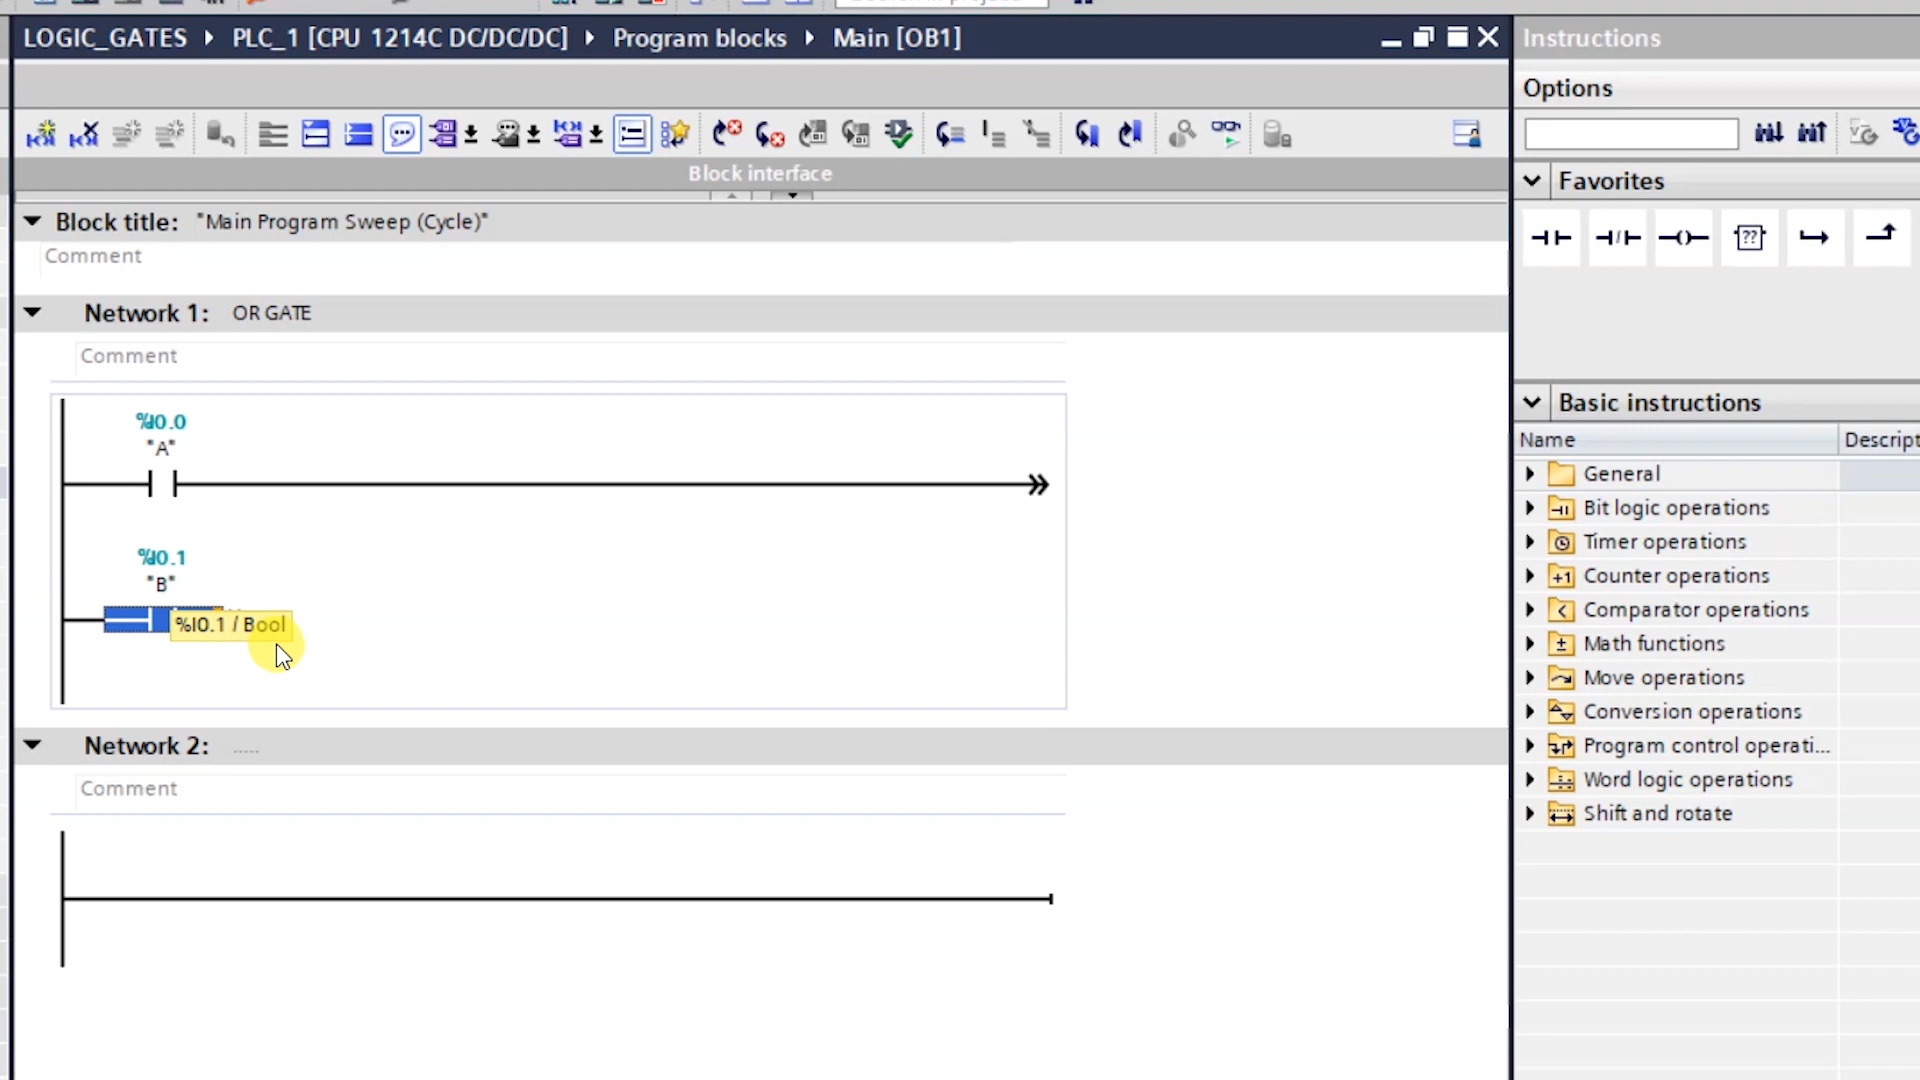 LOGIC_GATES ▸ PLC_1 [CPU 1214C DC/DC/DC] ▸ Program blocks ▸ Main [OB1]
Block interface
Block title: "Main Program Sweep (Cycle)"
Comment
Network 1: OR GATE
Comment
%I0.0
"A"
%I0.1
"B"
%I0.1 / Bool
Network 2: .....
Comment
Instructions
Options
Favorites
??
Basic instructions
Name Descript
General
Bit logic operations
Timer operations
Counter operations
Comparator operations
Math functions
Move operations
Conversion operations
Program control operati...
Word logic operations
Shift and rotate